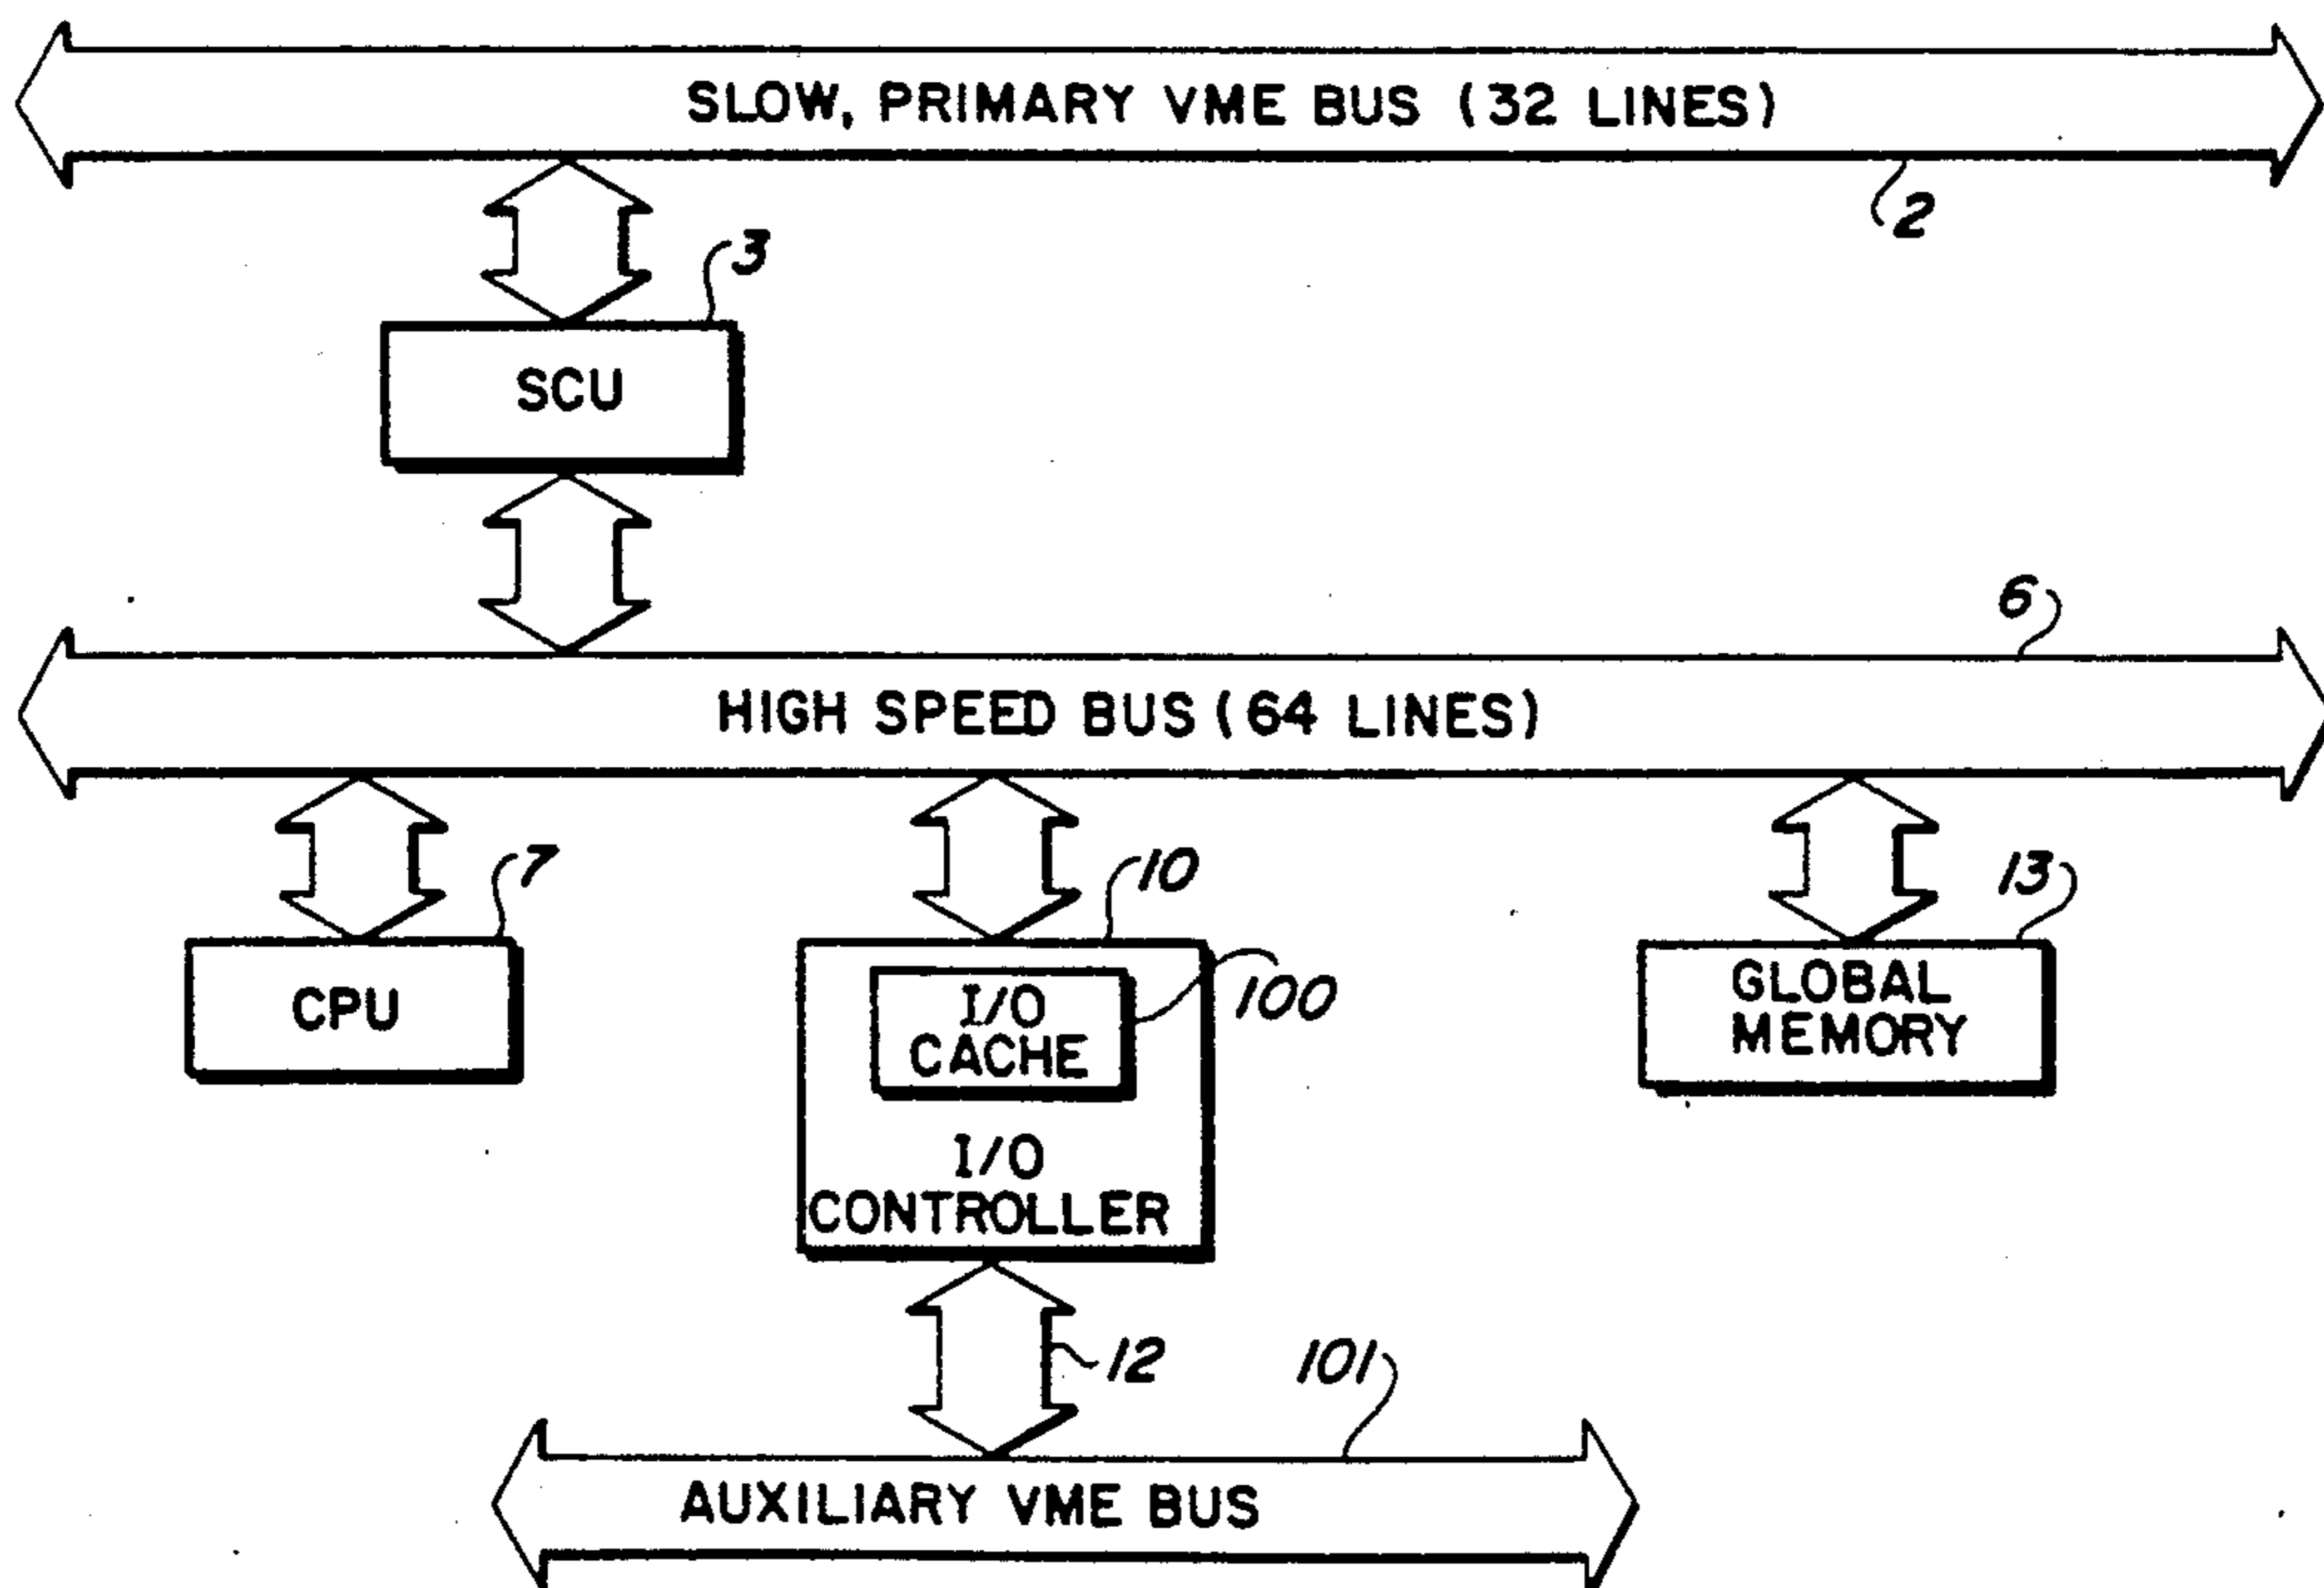 SLOW, PRIMARY VME BUS (32 LINES)
2
3
SCU
6
HIGH SPEED BUS (64 LINES)
7
10
13
CPU
I/O
CACHE
100
GLOBAL
MEMORY
I/O
CONTROLLER
12
101
AUXILIARY VME BUS